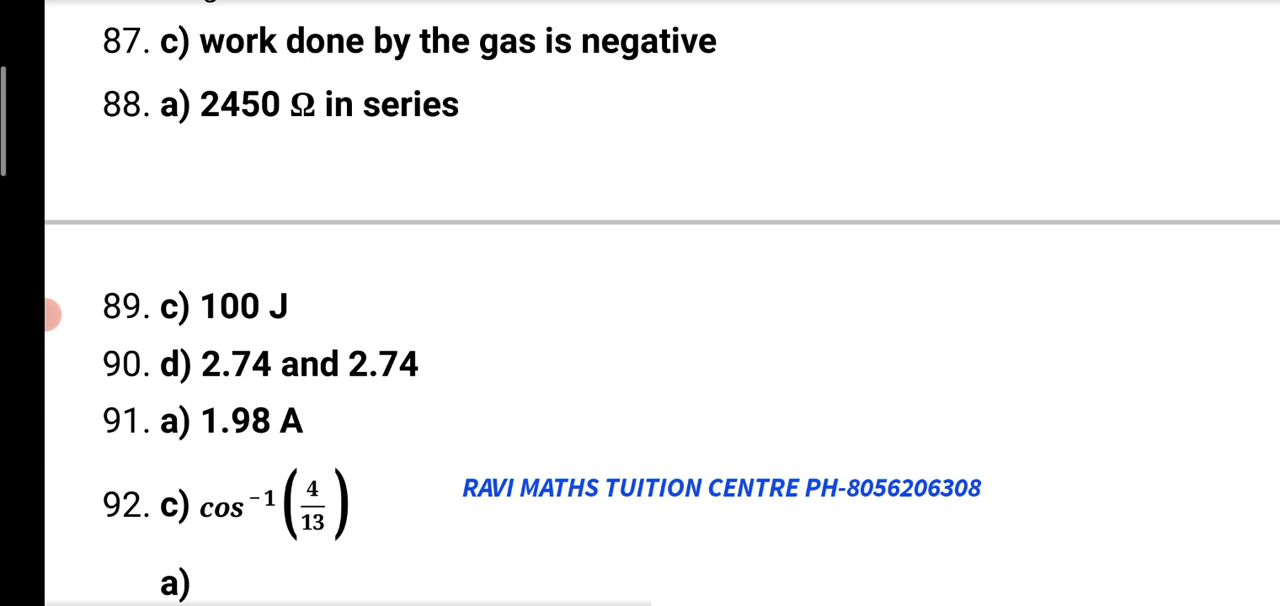 87. c) work done by the gas is negative
88. a) 2450 Ω in series
89. c) 100 J
90. d) 2.74 and 2.74
91. a) 1.98 A
92. c) cos⁻¹(4/13)
RAVI MATHS TUITION CENTRE PH-8056206308
a)